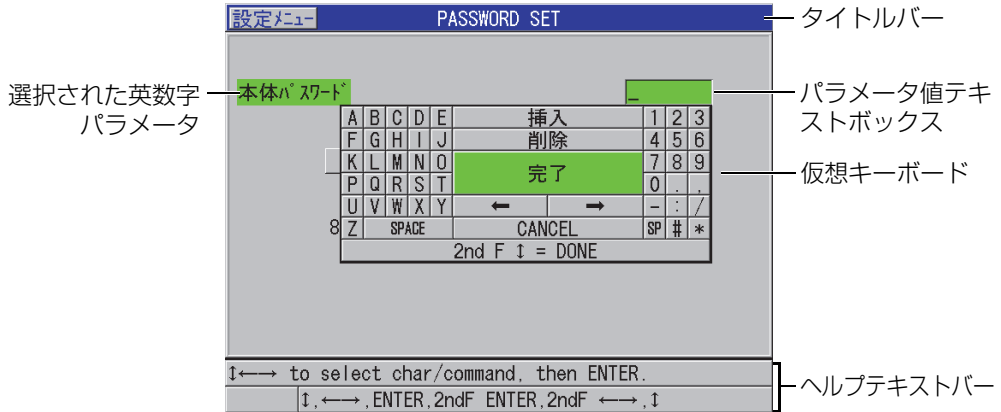 設定ﾒﾆｭｰ PASSWORD SET
タイトルバー
選択された英数字
パラメータ
本体ﾊﾟｽﾜｰﾄﾞ _
パラメータ値テキ
ストボックス
A B C D E 挿入 1 2 3
F G H I J 削除 4 5 6
K L M N O 完了 7 8 9
P Q R S T 0 . ,
U V W X Y ← → - : /
8 Z SPACE CANCEL SP # *
2nd F ↕ = DONE
仮想キーボード
↕←→ to select char/command, then ENTER.
↕,←→,ENTER,2ndF ENTER,2ndF ←→,↕
ヘルプテキストバー